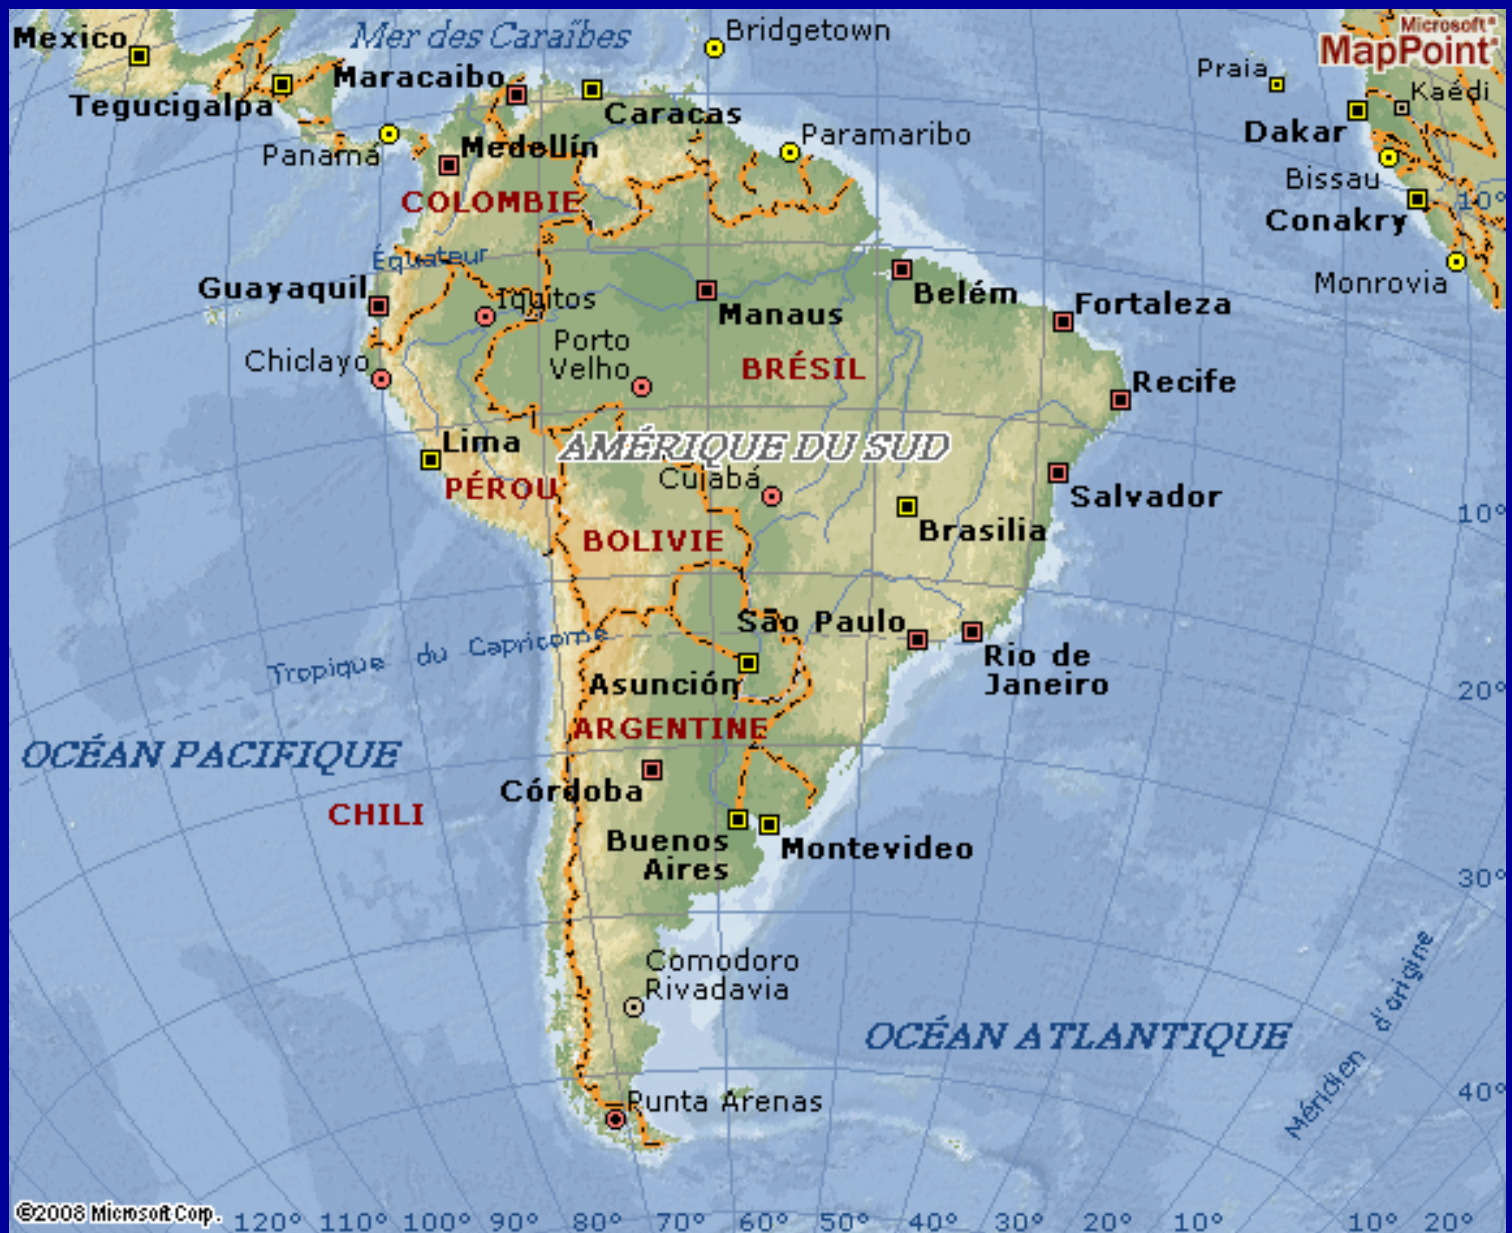 Mexico
Mer des Caraïbes
Bridgetown
Microsoft®
MapPoint®
Praia
Maracaibo
Kaédi
Tegucigalpa
Caracas
Dakar
Panamá
Medellín
Paramaribo
Bissau
COLOMBIE
10°
Conakry
Équateur
Monrovia
Guayaquil
Iquitos
Manaus
Belém
Fortaleza
Chiclayo
Porto
Velho
BRÉSIL
Recife
Lima
AMÉRIQUE DU SUD
PÉROU
Cuiabá
Salvador
10°
BOLIVIE
Brasilia
São Paulo
Tropique du Capricorne
Rio de
Janeiro
Asunción
20°
ARGENTINE
OCÉAN PACIFIQUE
Córdoba
CHILI
Buenos
Aires
Montevideo
30°
Comodoro
Rivadavia
OCÉAN ATLANTIQUE
Méridien d'origine
Punta Arenas
40°
©2008 Microsoft Corp.
120° 110° 100° 90° 80° 70° 60° 50° 40° 30° 20° 10° 10° 20°